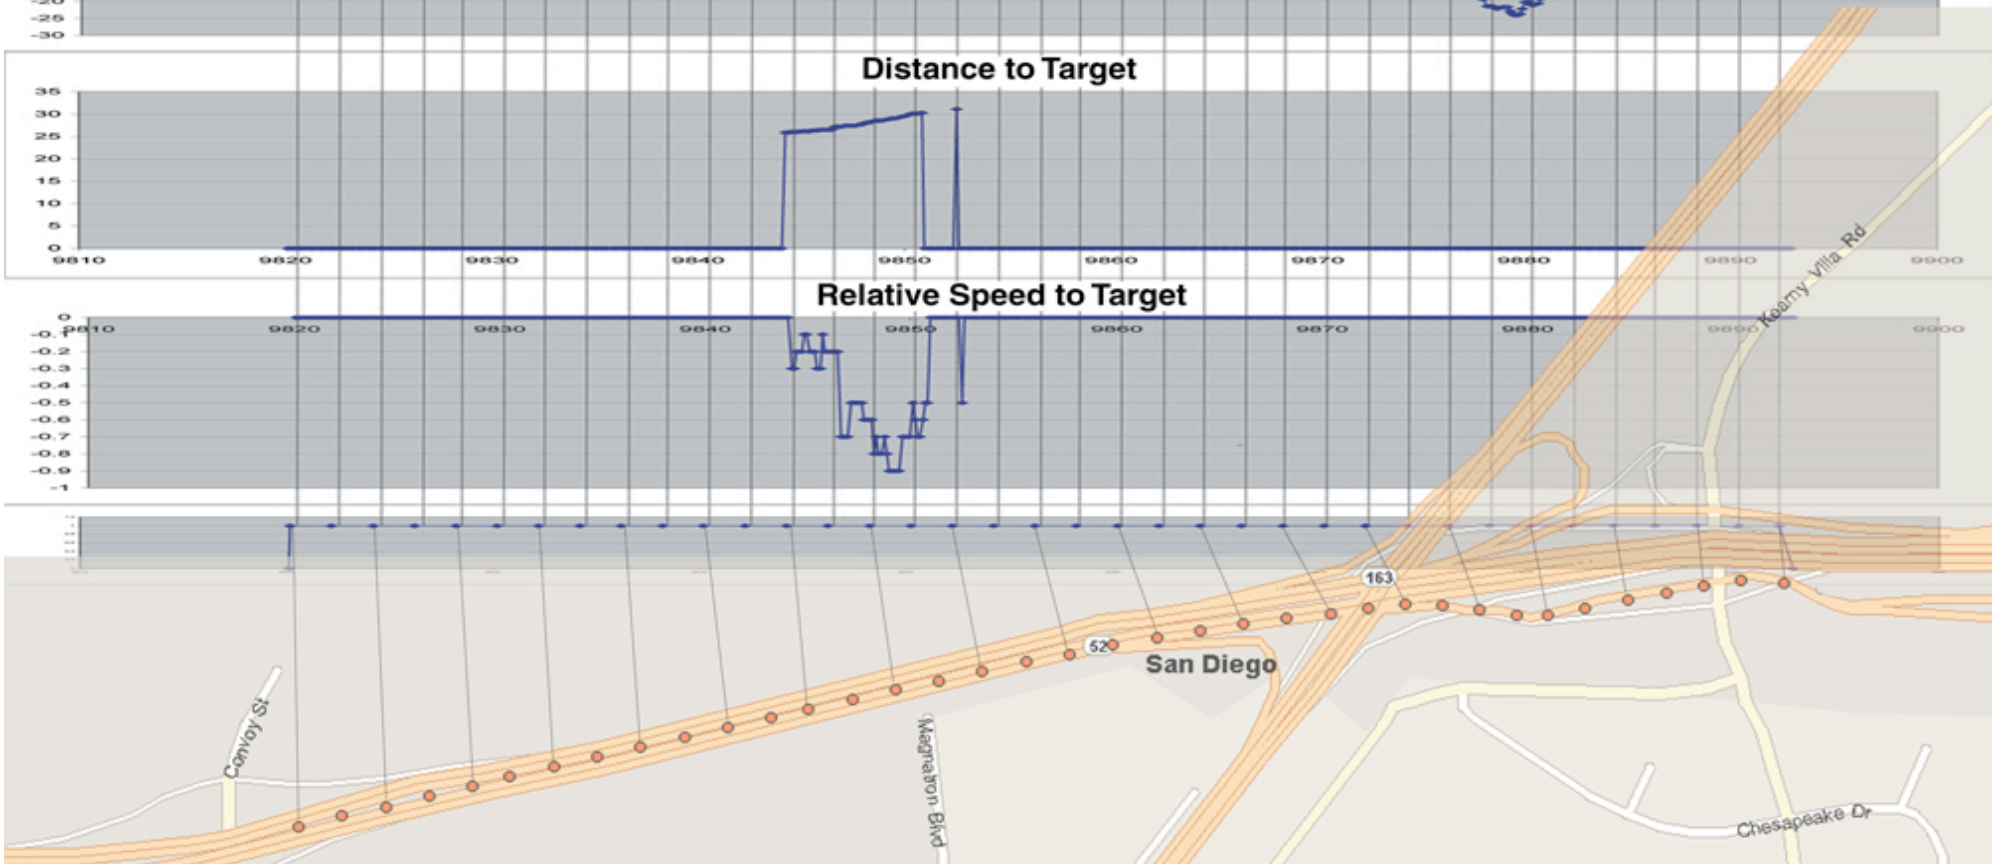 -20
-25
-30
Distance to Target
35
30
25
20
15
10
5
0
9810 9820 9830 9840 9850 9860 9870 9880 9890 9900
Relative Speed to Target
0
9810 9820 9830 9840 9850 9860 9870 9880 9890 9900
-0.1
-0.2
-0.3
-0.4
-0.5
-0.6
-0.7
-0.8
-0.9
-1
Kearny Villa Rd
163
52
San Diego
Convoy St
Magnatron Blvd
Chesapeake Dr